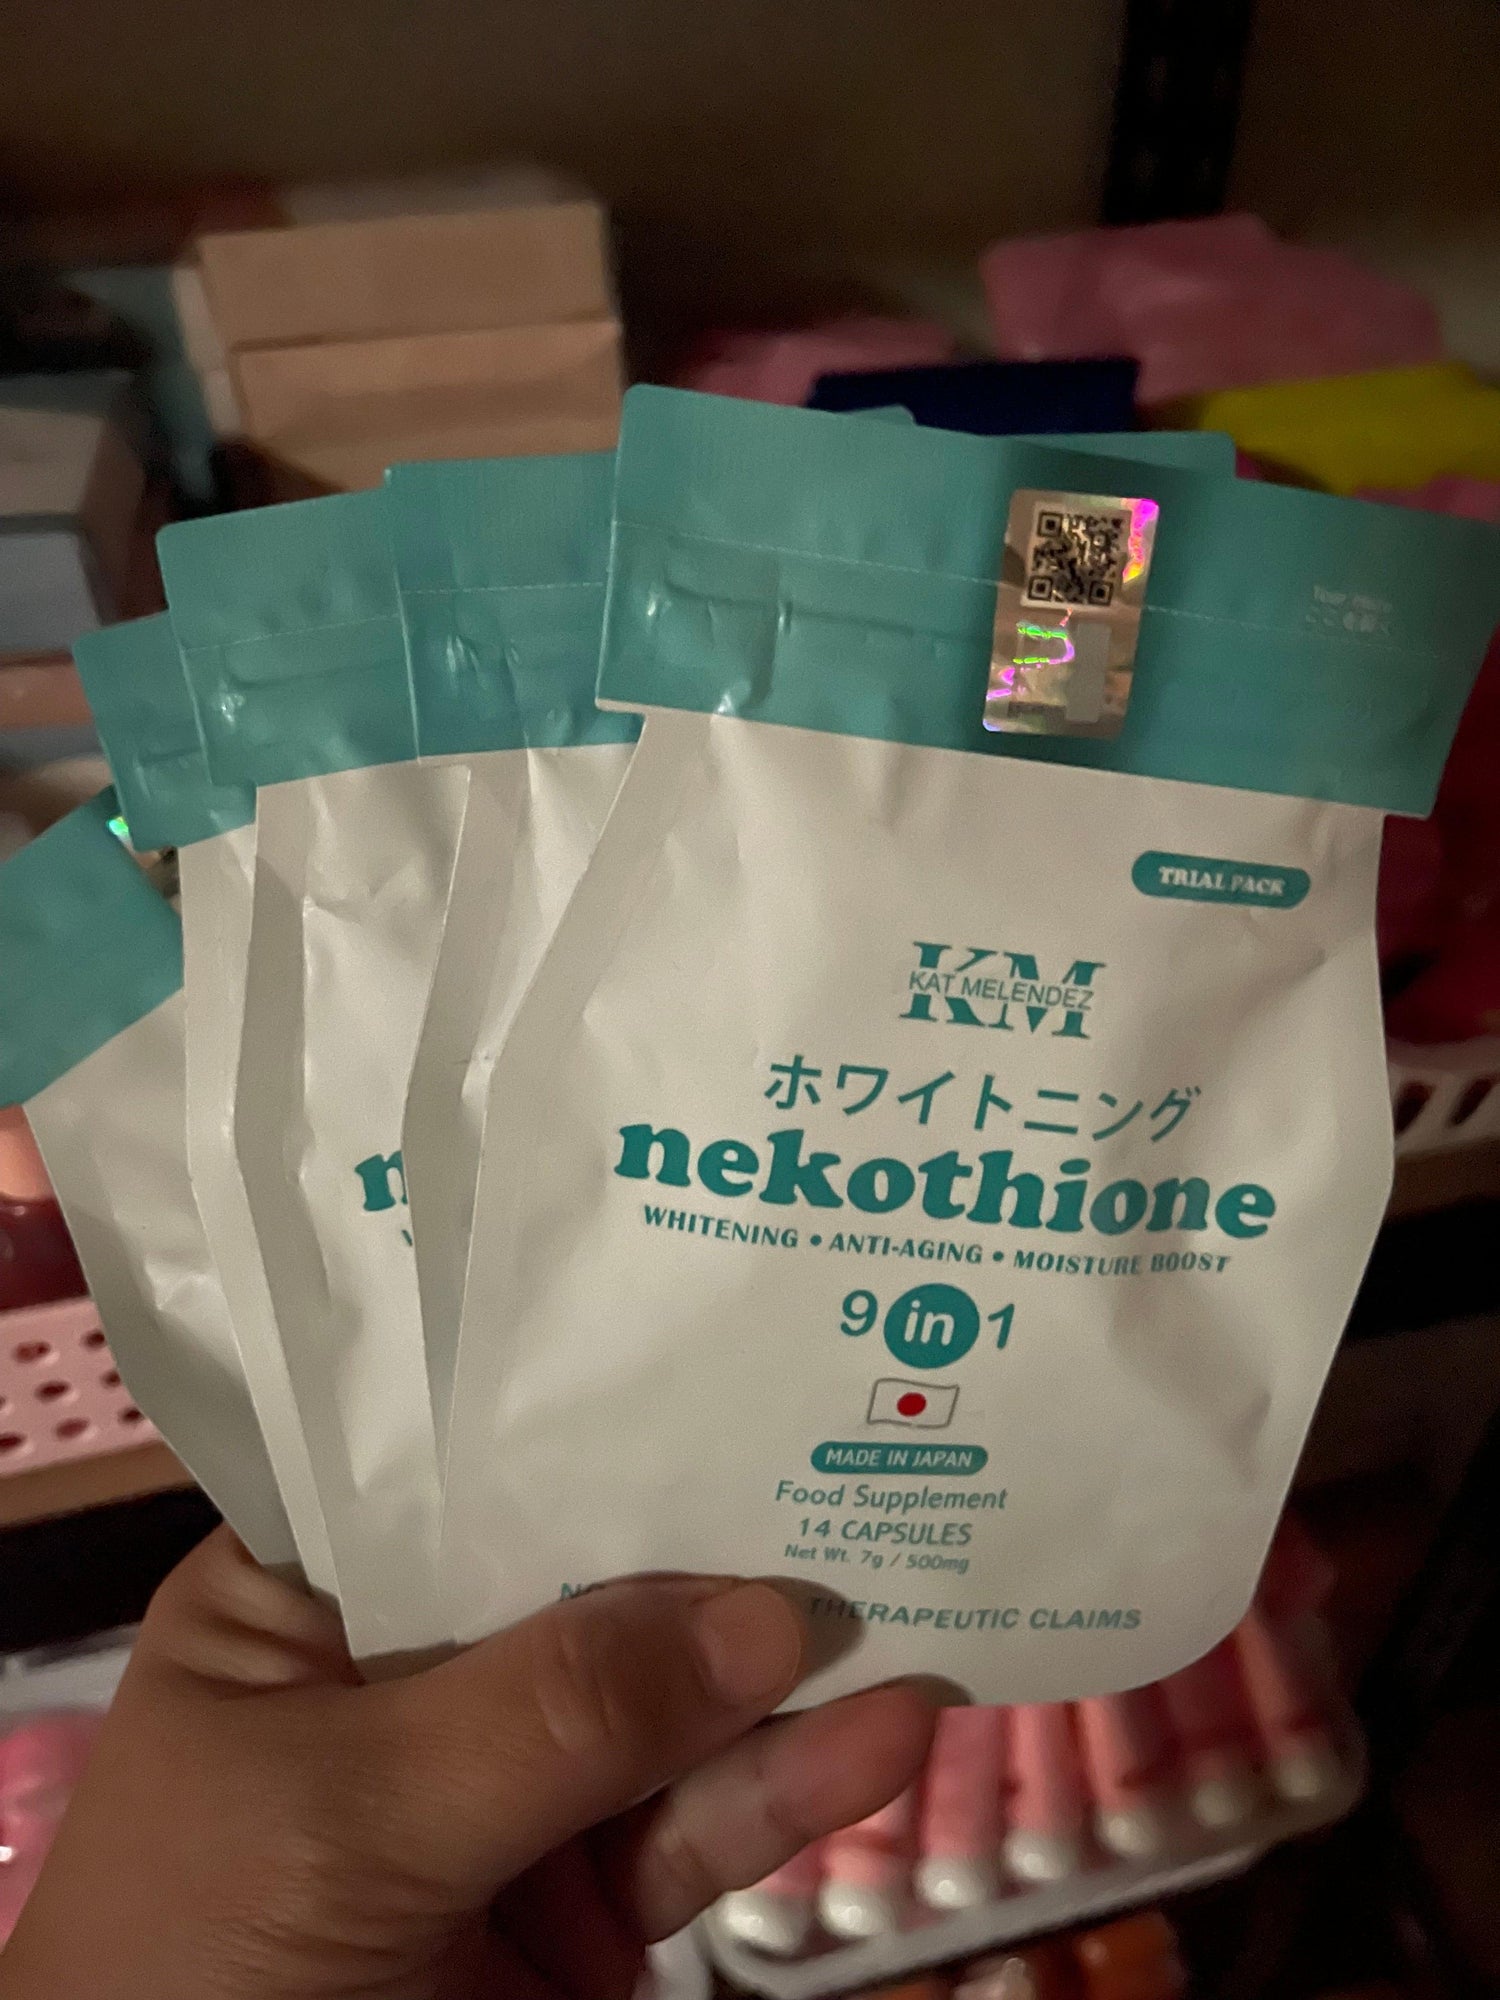 TRIAL PACK
KM
KAT MELENDEZ
ホワイトニング
nekothione
WHITENING • ANTI-AGING • MOISTURE BOOST
9 in 1
MADE IN JAPAN
Food Supplement
14 CAPSULES
Net Wt. 7g / 500mg
THERAPEUTIC CLAIMS
n